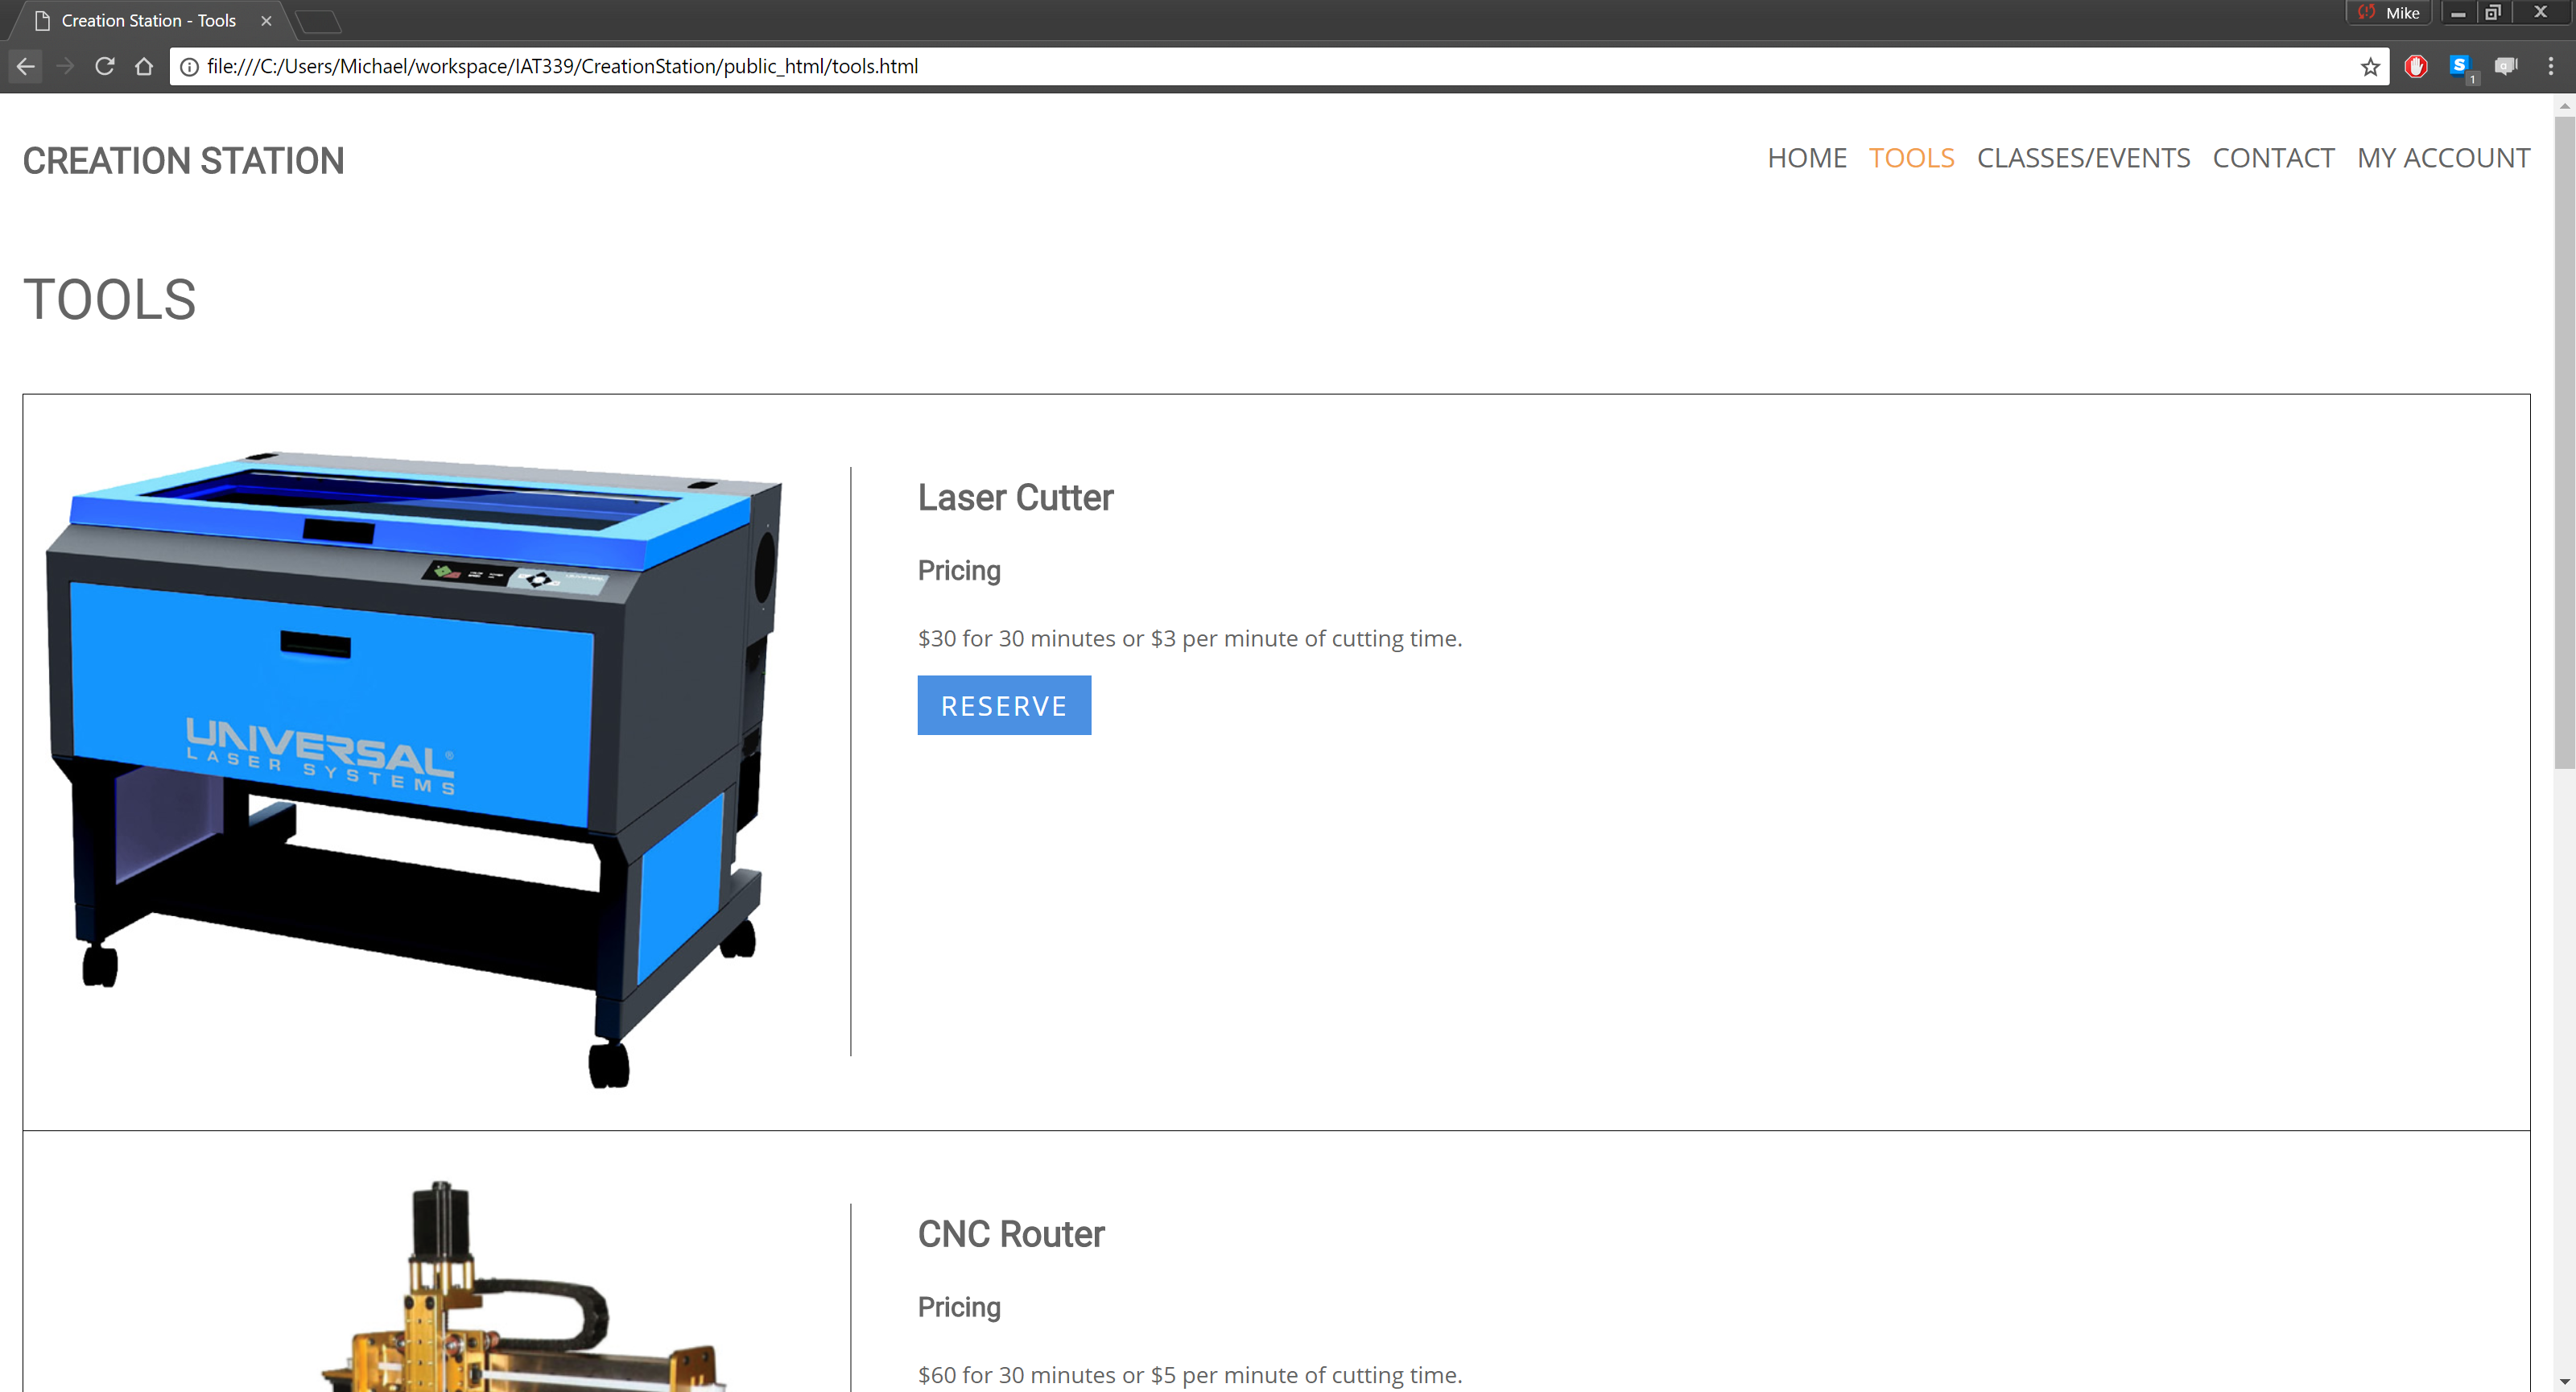 Creation Station - Tools
Mike
file:///C:/Users/Michael/workspace/IAT339/CreationStation/public_html/tools.html
S
1
CREATION STATION
HOME TOOLS CLASSES/EVENTS CONTACT MY ACCOUNT
TOOLS
Laser Cutter
Pricing
$30 for 30 minutes or $3 per minute of cutting time.
RESERVE
UNIVERSAL®
LASER SYSTEMS
CNC Router
Pricing
$60 for 30 minutes or $5 per minute of cutting time.